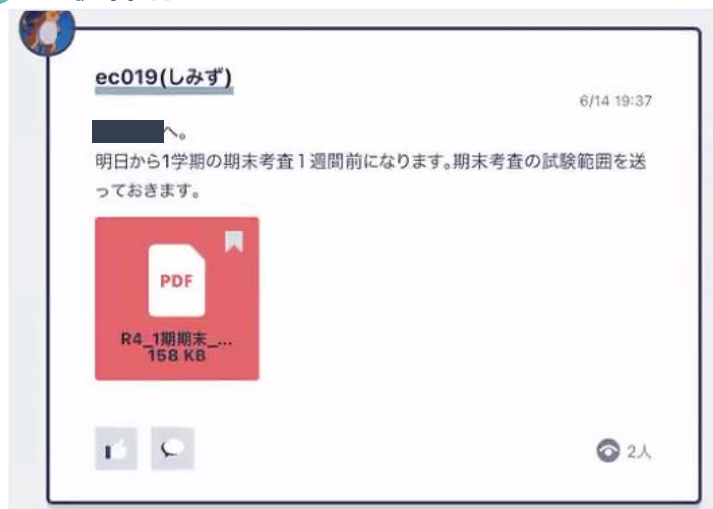 ec019(しみず)
6/14 19:37
へ。
明日から1学期の期末考査1週間前になります。期末考査の試験範囲を送
っておきます。
PDF
R4_1期期末_...
158 KB
2人